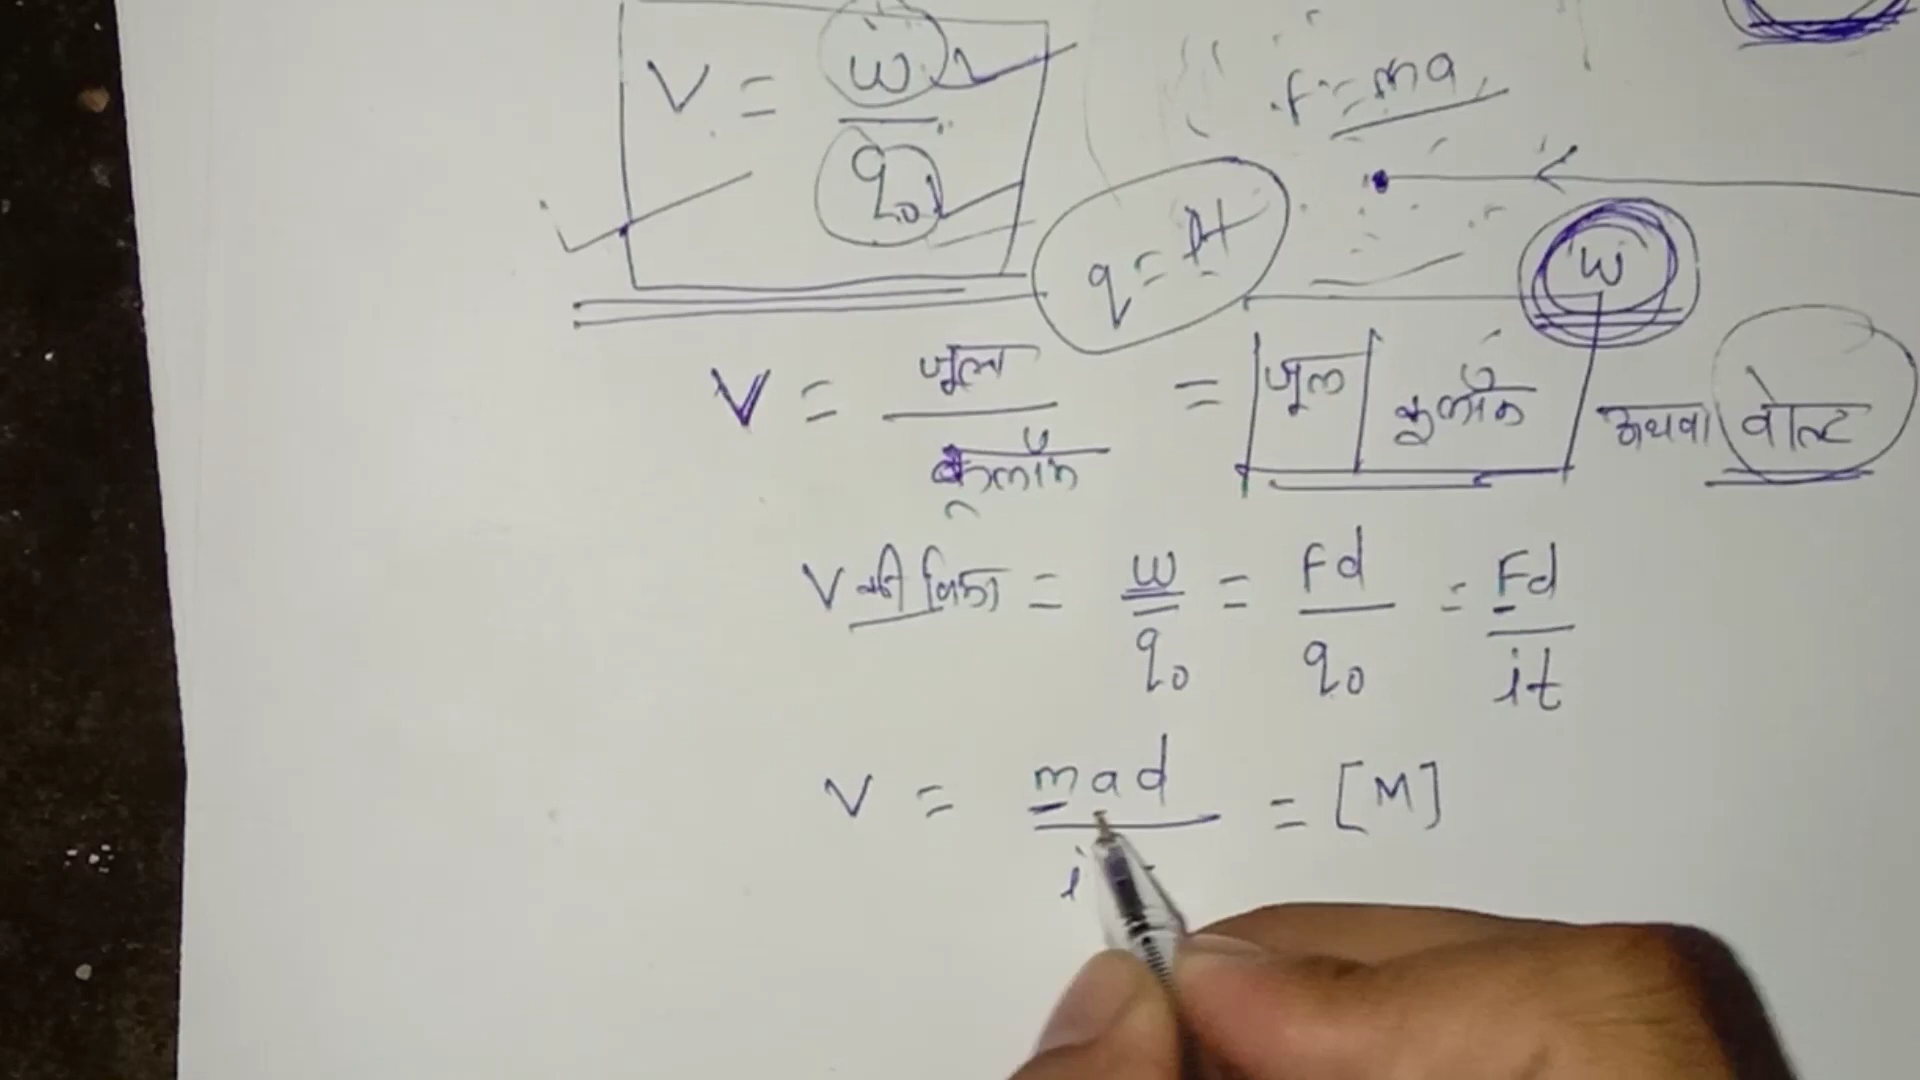 V = w / q₀
F = ma
q = it
w
V = जूल / कूलॉम = जूल / कूलॉम अथवा वोल्ट
V की विमा = w / q₀ = Fd / q₀ = Fd / it
V = mad / i = [M]